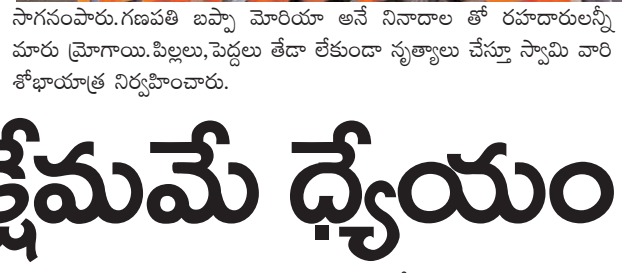 సాగనంపారు.గణపతి బప్పా మోరియా అనే నినాదాల తో రహదారులన్నీ
మారు మ్రోగాయి.పిల్లలు,పెద్దలు తేడా లేకుండా నృత్యాలు చేస్తూ స్వామి వారి
శోభాయాత్ర నిర్వహించారు.
క్షేమమే ధ్యేయం